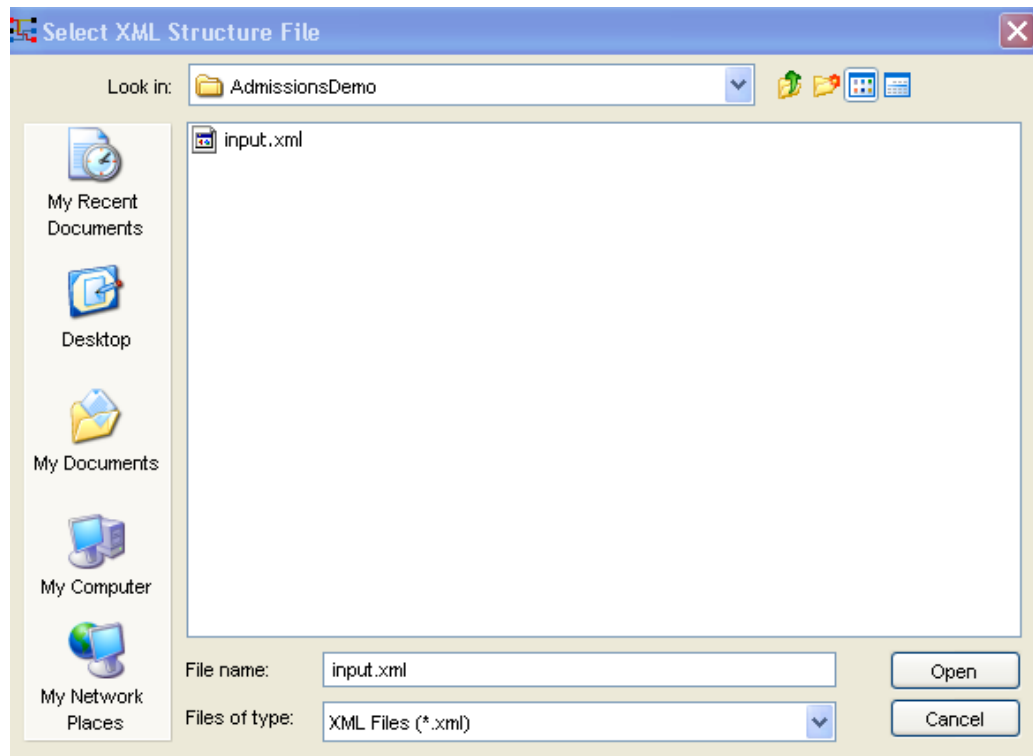 Select XML Structure File
Look in:
AdmissionsDemo
input.xml
My Recent
Documents
Desktop
My Documents
My Computer
My Network
Places
File name:
input.xml
Open
Files of type:
XML Files (*.xml)
Cancel